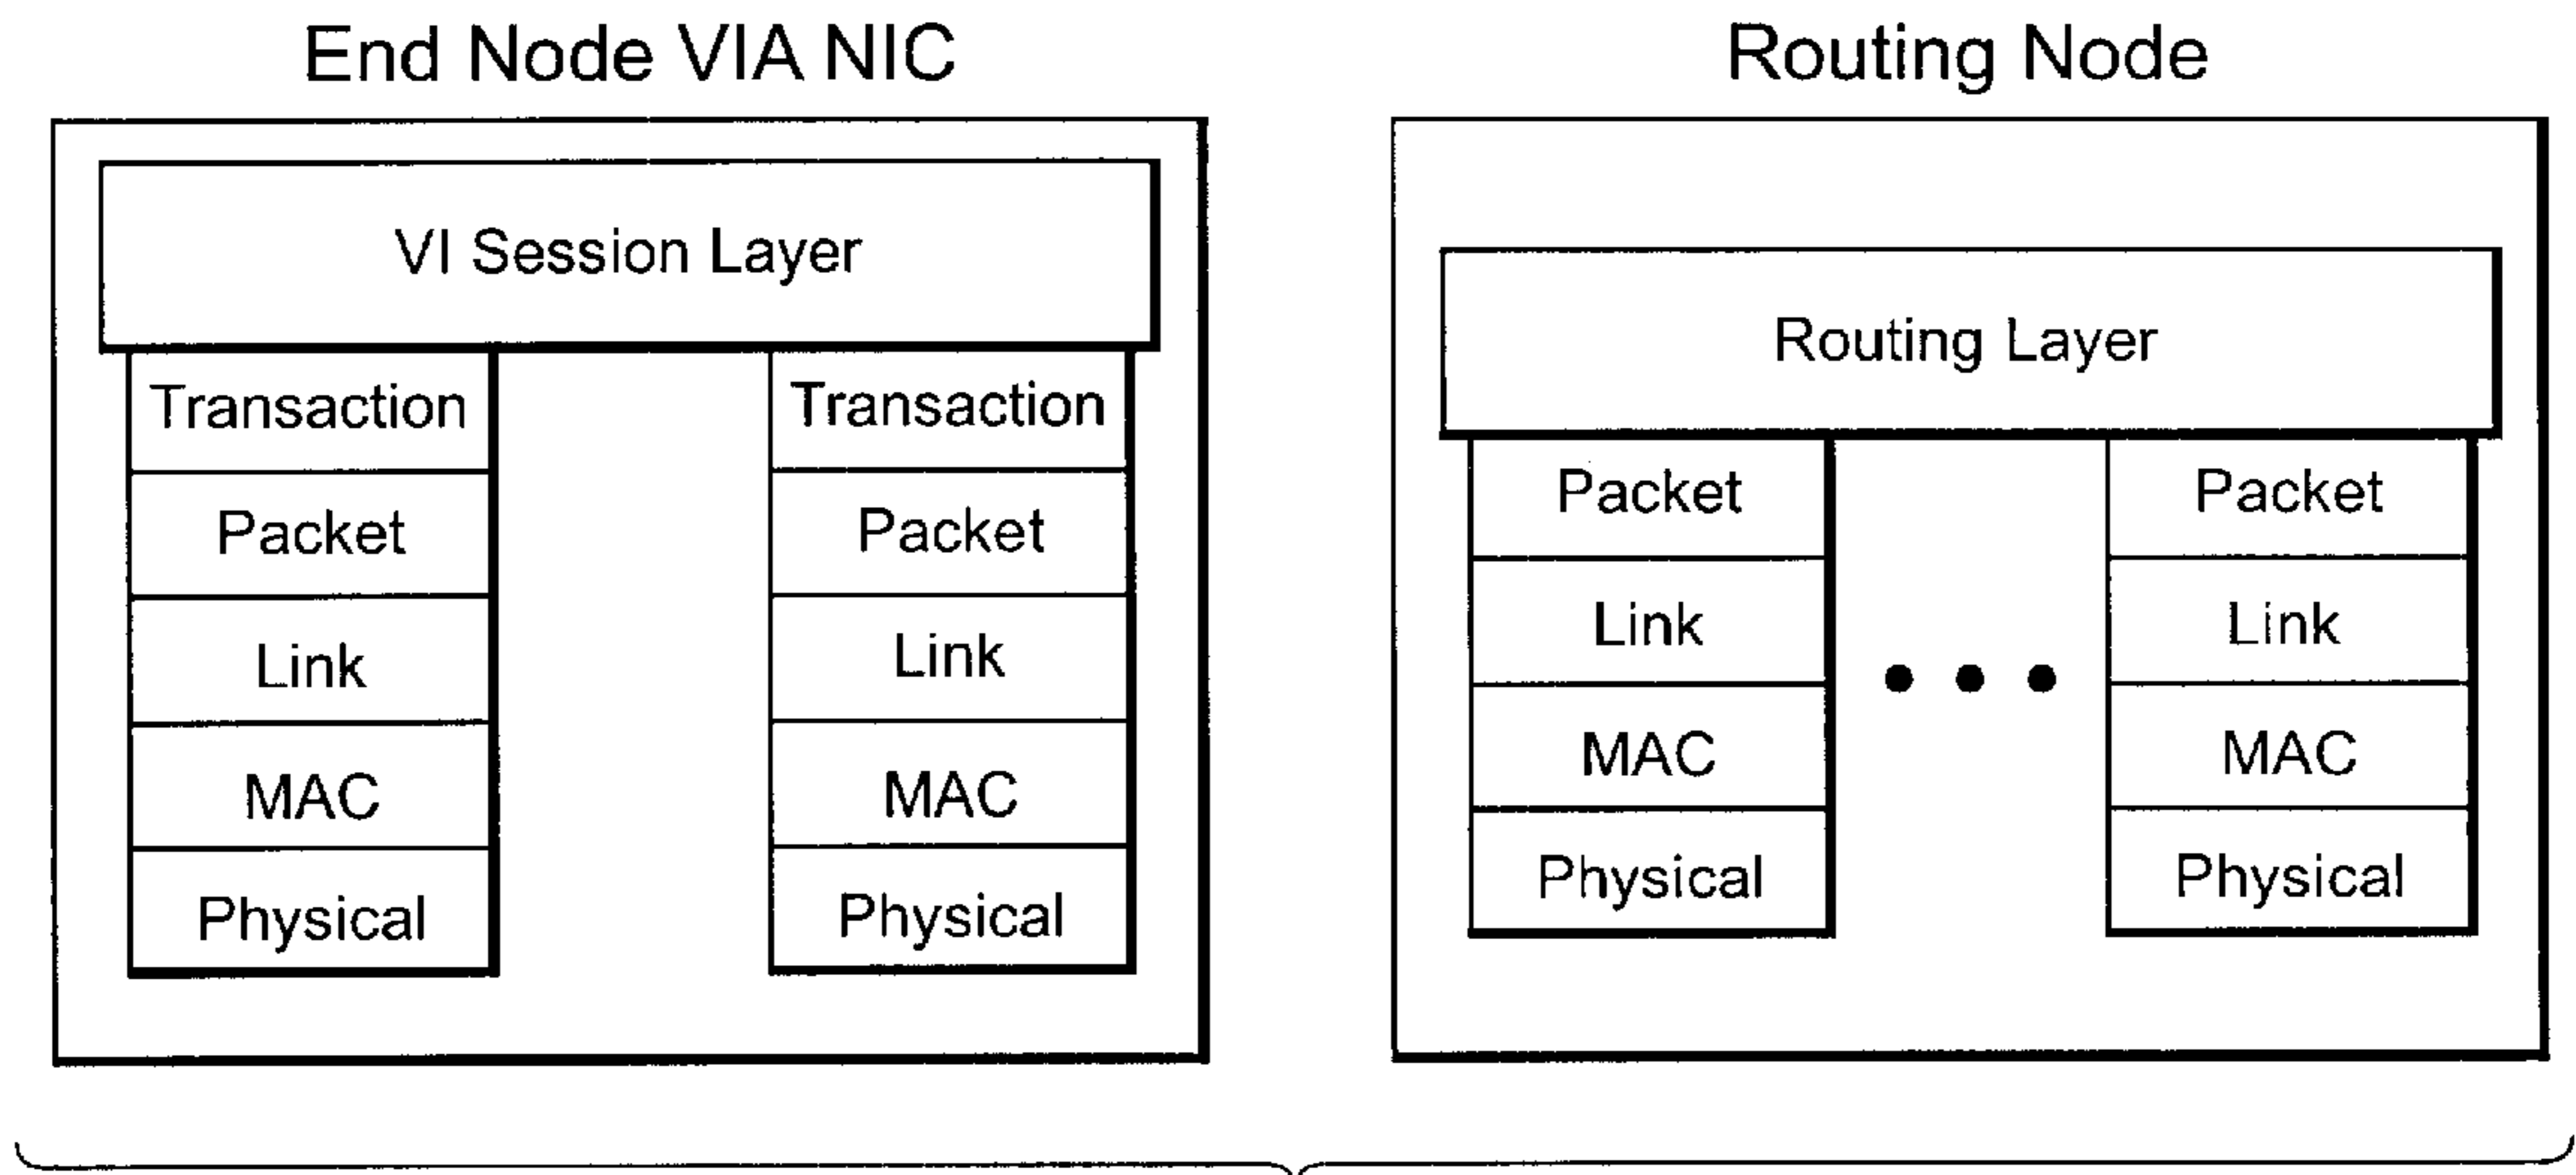 End Node VIA NIC
VI Session Layer
Transaction
Packet
Link
MAC
Physical
Transaction
Packet
Link
MAC
Physical
Routing Node
Routing Layer
Packet
Link
MAC
Physical
Packet
Link
MAC
Physical